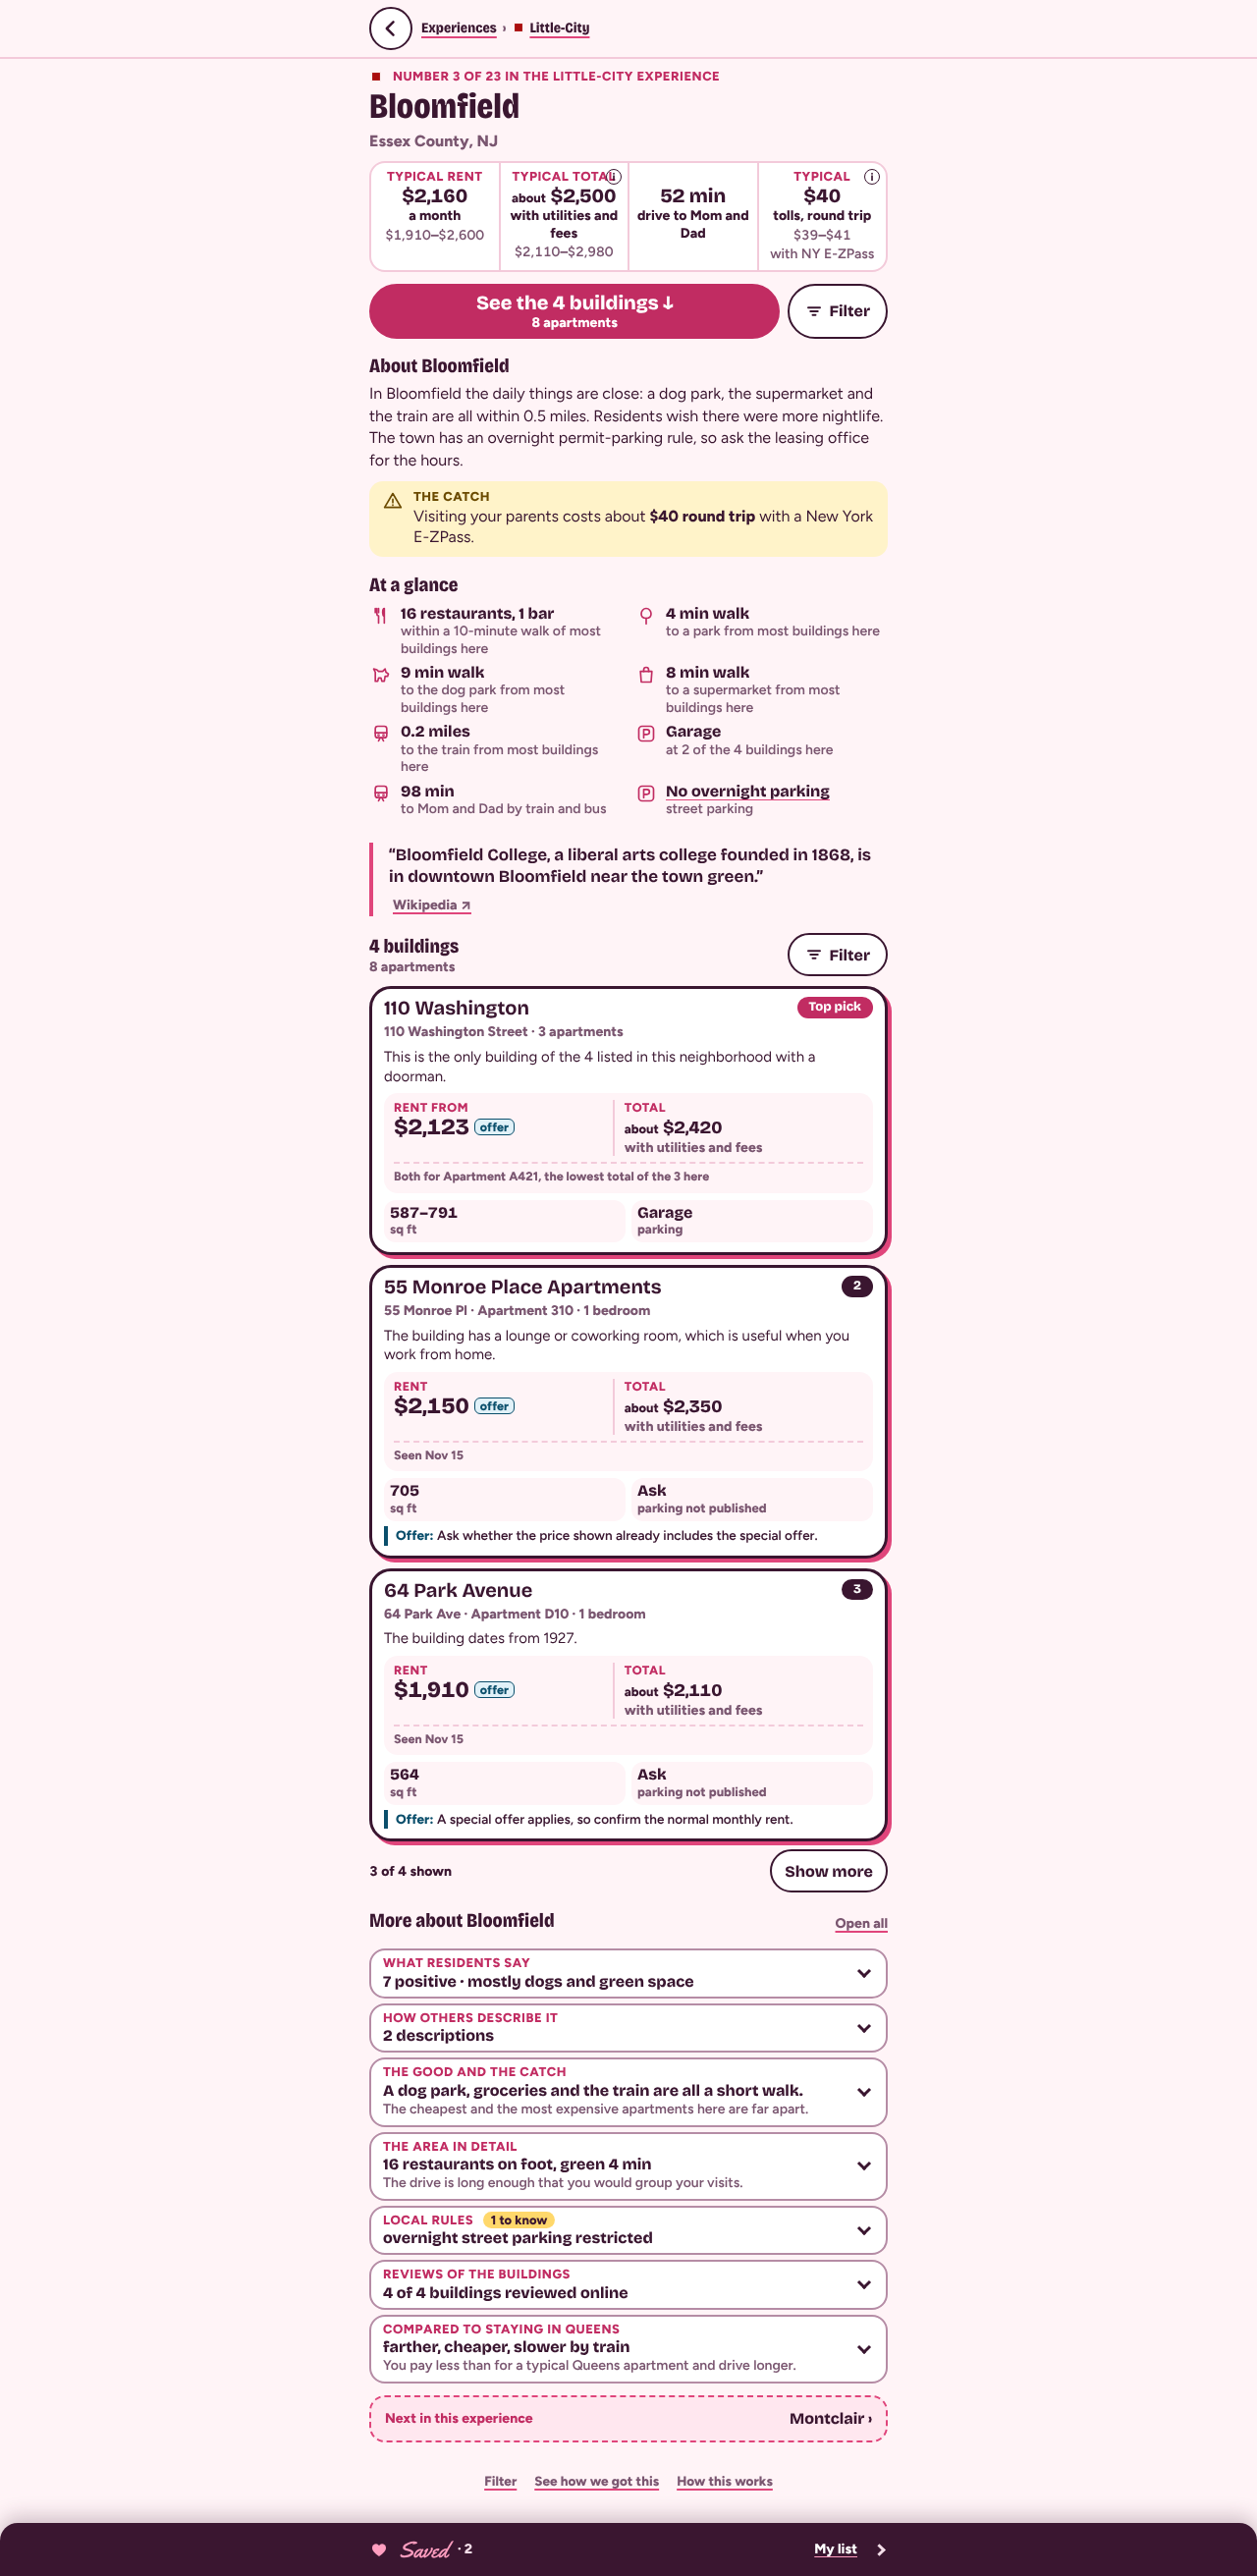 Experiences › Little-City
NUMBER 3 OF 23 IN THE LITTLE-CITY EXPERIENCE
Bloomfield
Essex County, NJ
TYPICAL RENT
$2,160
a month
$1,910–$2,600
TYPICAL TOTAL
about $2,500
with utilities and
fees
$2,110–$2,980
52 min
drive to Mom and
Dad
TYPICAL
$40
tolls, round trip
$39–$41
with NY E-ZPass
See the 4 buildings ↓
8 apartments
Filter
About Bloomfield
In Bloomfield the daily things are close: a dog park, the supermarket and
the train are all within 0.5 miles. Residents wish there were more nightlife.
The town has an overnight permit-parking rule, so ask the leasing office
for the hours.
THE CATCH
Visiting your parents costs about $40 round trip with a New York
E-ZPass.
At a glance
16 restaurants, 1 bar
within a 10-minute walk of most
buildings here
4 min walk
to a park from most buildings here
9 min walk
to the dog park from most
buildings here
8 min walk
to a supermarket from most
buildings here
0.2 miles
to the train from most buildings
here
Garage
at 2 of the 4 buildings here
98 min
to Mom and Dad by train and bus
No overnight parking
street parking
“Bloomfield College, a liberal arts college founded in 1868, is
in downtown Bloomfield near the town green.”
Wikipedia ↗
4 buildings
8 apartments
Filter
110 Washington
Top pick
110 Washington Street · 3 apartments
This is the only building of the 4 listed in this neighborhood with a
doorman.
RENT FROM
$2,123 offer
TOTAL
about $2,420
with utilities and fees
Both for Apartment A421, the lowest total of the 3 here
587–791
sq ft
Garage
parking
55 Monroe Place Apartments
2
55 Monroe Pl · Apartment 310 · 1 bedroom
The building has a lounge or coworking room, which is useful when you
work from home.
RENT
$2,150 offer
TOTAL
about $2,350
with utilities and fees
Seen Nov 15
705
sq ft
Ask
parking not published
Offer: Ask whether the price shown already includes the special offer.
64 Park Avenue
3
64 Park Ave · Apartment D10 · 1 bedroom
The building dates from 1927.
RENT
$1,910 offer
TOTAL
about $2,110
with utilities and fees
Seen Nov 15
564
sq ft
Ask
parking not published
Offer: A special offer applies, so confirm the normal monthly rent.
3 of 4 shown
Show more
More about Bloomfield
Open all
WHAT RESIDENTS SAY
7 positive · mostly dogs and green space
HOW OTHERS DESCRIBE IT
2 descriptions
THE GOOD AND THE CATCH
A dog park, groceries and the train are all a short walk.
The cheapest and the most expensive apartments here are far apart.
THE AREA IN DETAIL
16 restaurants on foot, green 4 min
The drive is long enough that you would group your visits.
LOCAL RULES 1 to know
overnight street parking restricted
REVIEWS OF THE BUILDINGS
4 of 4 buildings reviewed online
COMPARED TO STAYING IN QUEENS
farther, cheaper, slower by train
You pay less than for a typical Queens apartment and drive longer.
Next in this experience
Montclair ›
Filter See how we got this How this works
Saved · 2
My list